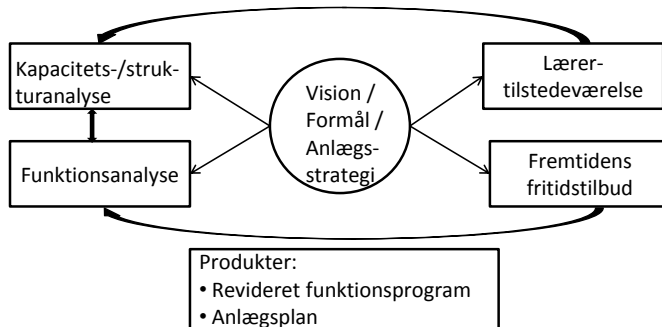 Kapacitets-/struk-
turanalyse
Funktionsanalyse
Vision /
Formål /
Anlægs-
strategi
Lærer-
tilstedeværelse
Fremtidens
fritidstilbud
Produkter:
• Revideret funktionsprogram
• Anlægsplan